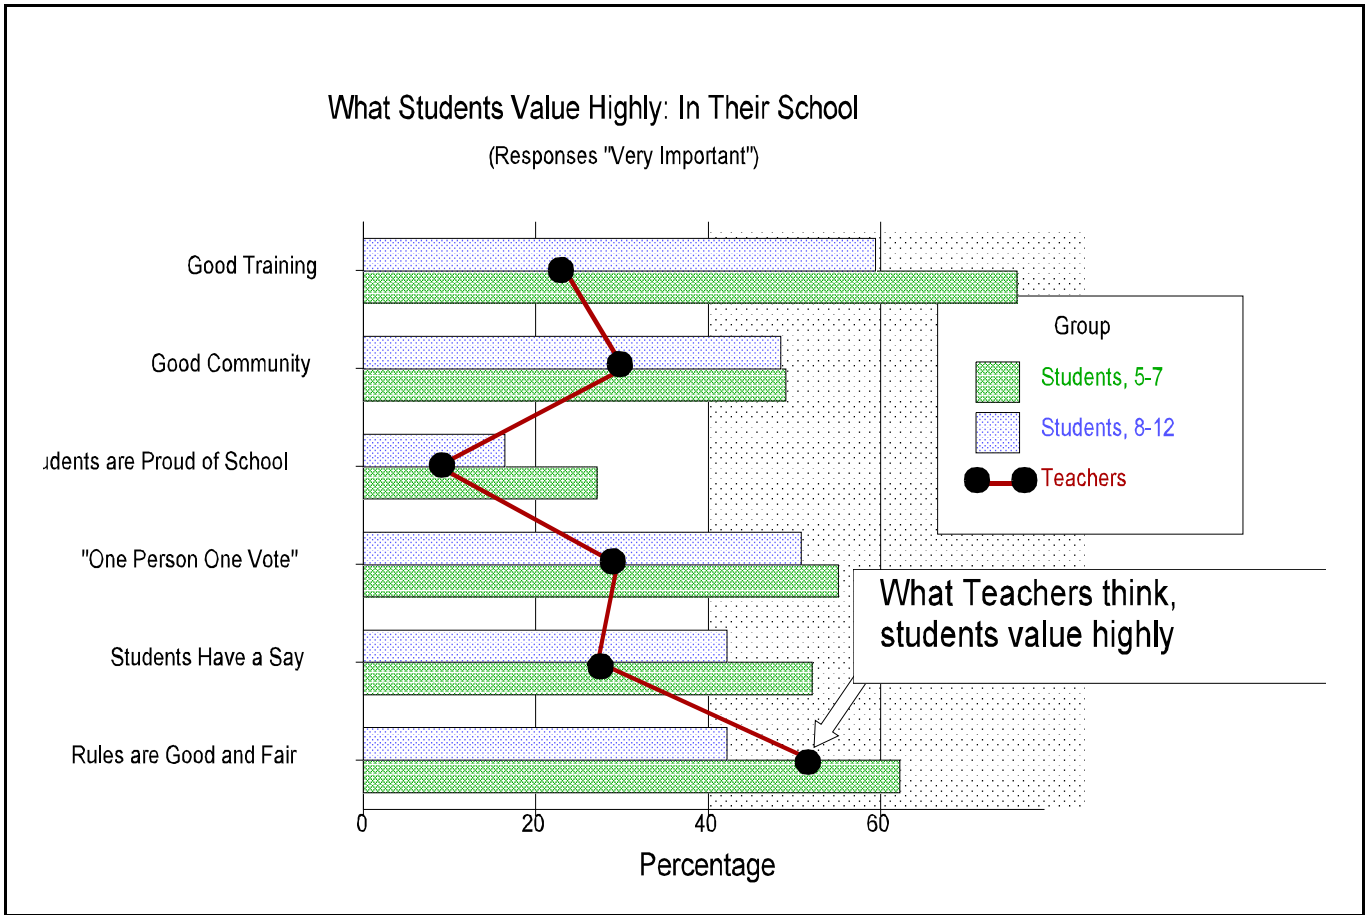 What Students Value Highly: In Their School
(Responses "Very Important")
Good Training
Good Community
udents are Proud of School
"One Person One Vote"
Students Have a Say
Rules are Good and Fair
Group
Students, 5-7
Students, 8-12
Teachers
What Teachers think,
students value highly
0
20
40
60
Percentage